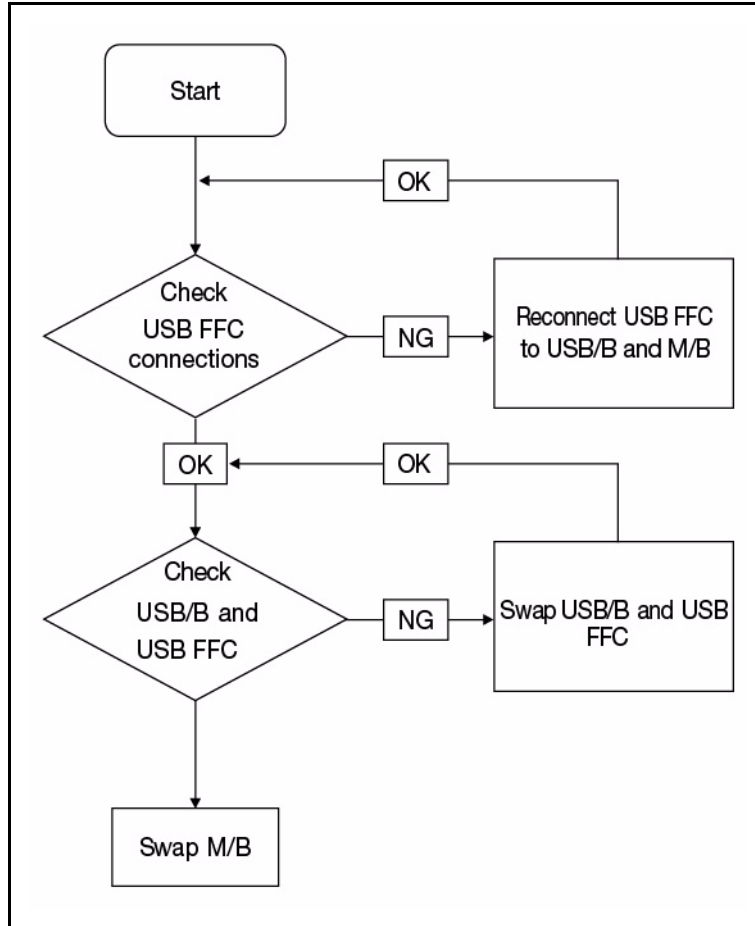 Start
OK
Check
USB FFC
connections
NG
Reconnect USB FFC
to USB/B and M/B
OK
OK
Check
USB/B and
USB FFC
NG
Swap USB/B and USB
FFC
Swap M/B